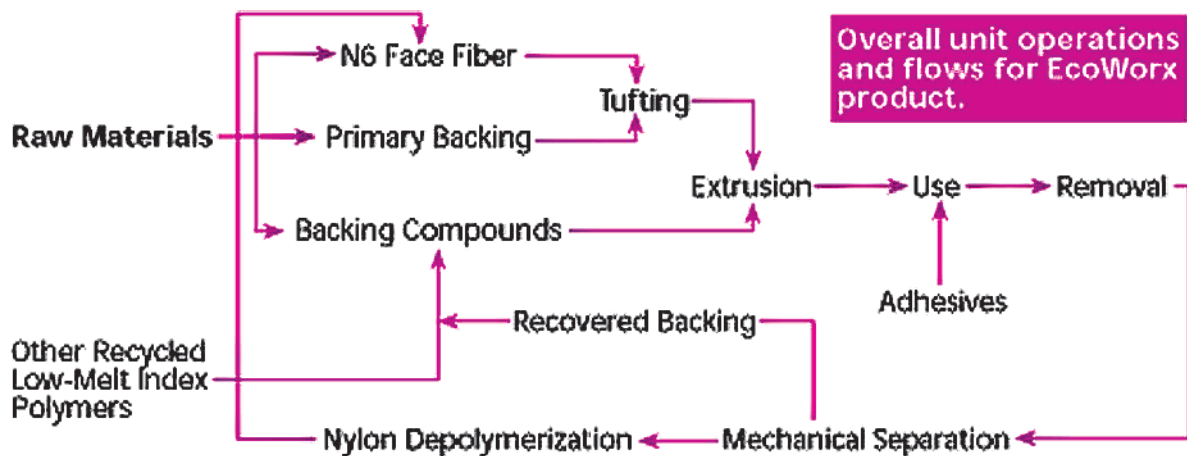 N6 Face Fiber
Overall unit operations
and flows for EcoWorx
product.
Tufting
Raw Materials
Primary Backing
Extrusion
Use
Removal
Backing Compounds
Adhesives
Recovered Backing
Other Recycled
Low-Melt Index
Polymers
Nylon Depolymerization
Mechanical Separation